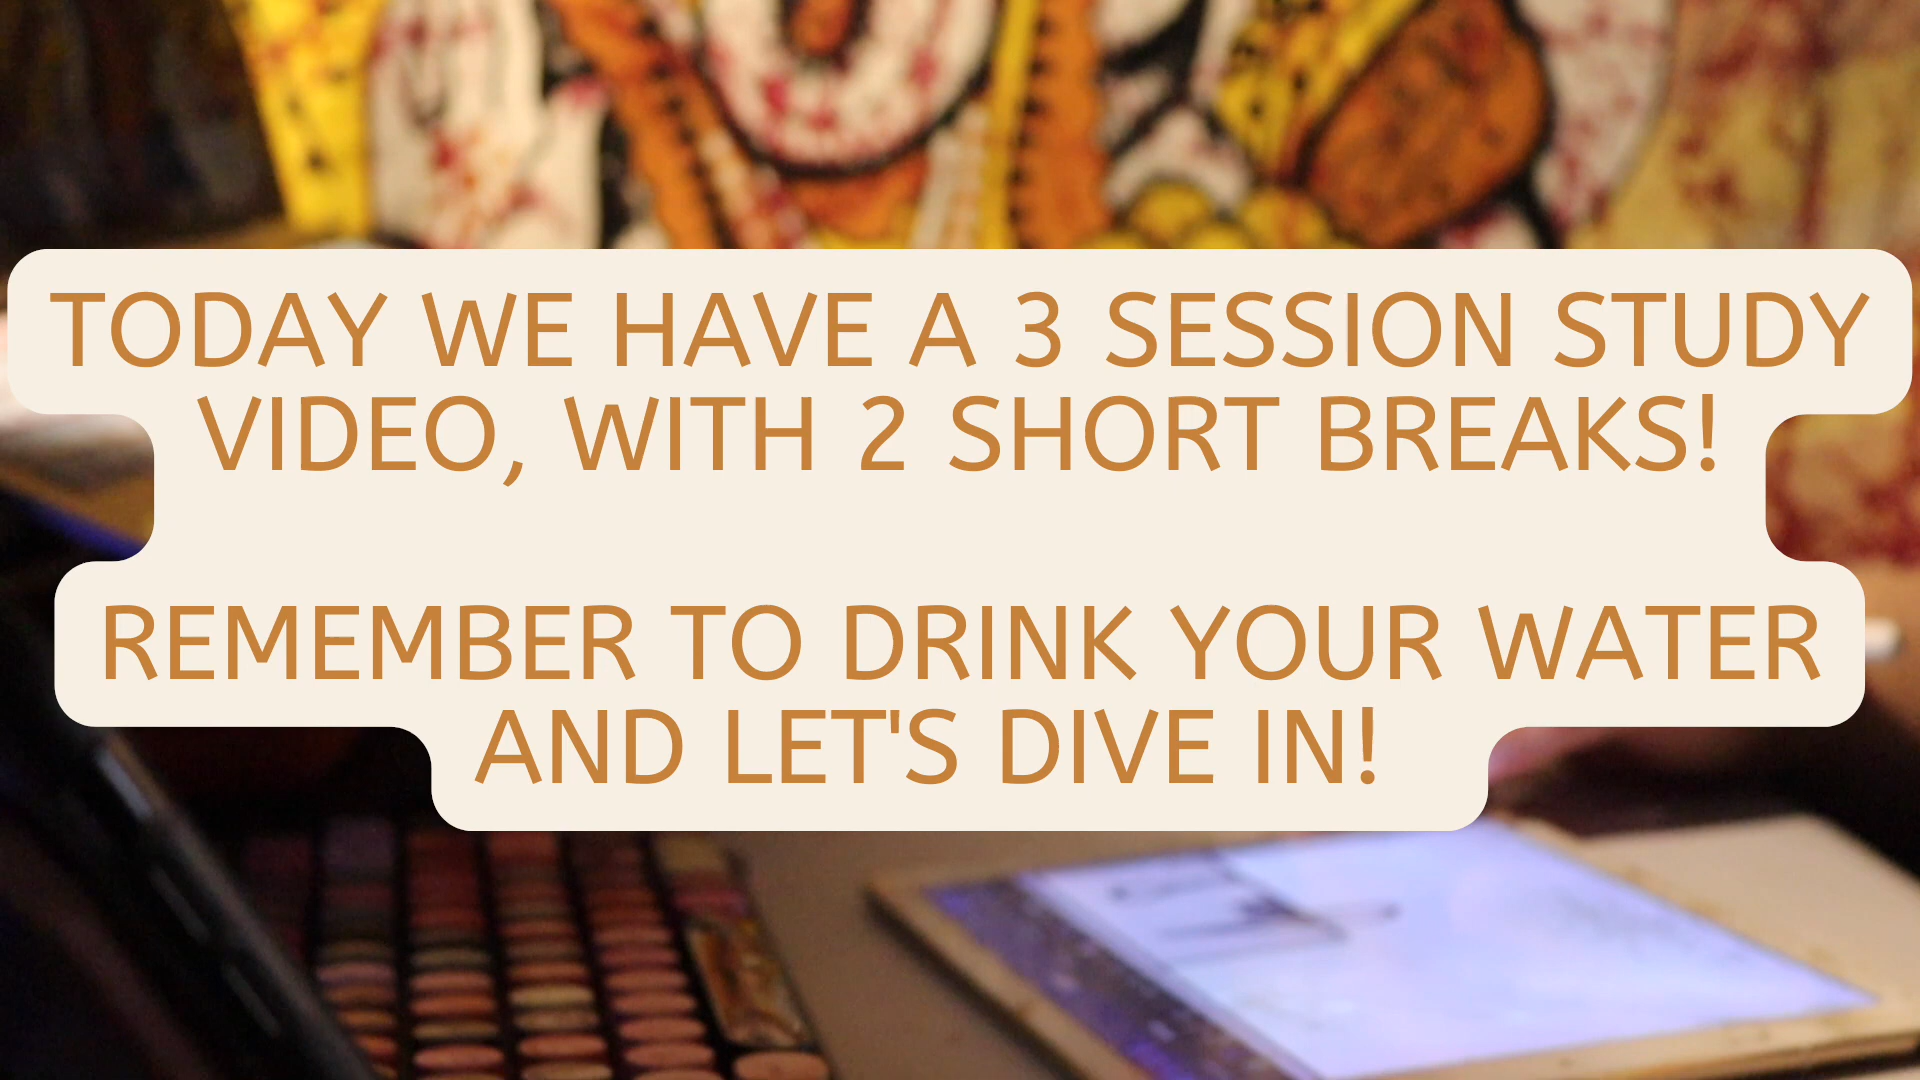 TODAY WE HAVE A 3 SESSION STUDY
VIDEO, WITH 2 SHORT BREAKS!
REMEMBER TO DRINK YOUR WATER
AND LET'S DIVE IN!